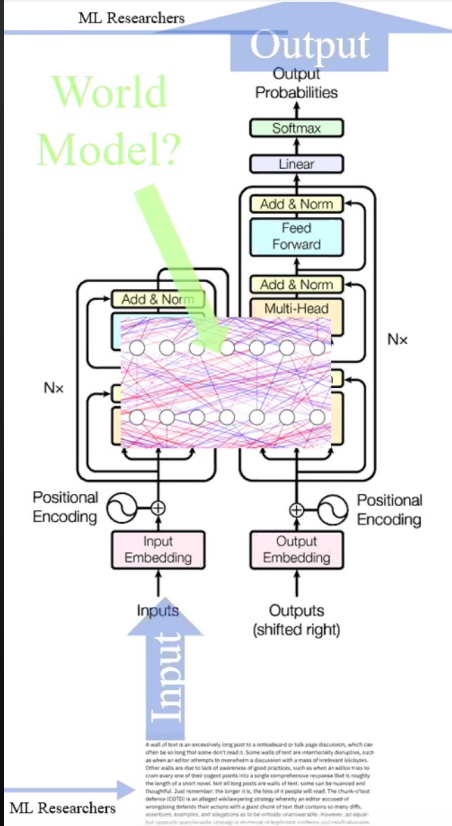 ML Researchers
Output
World
Model?
Output
Probabilities
Softmax
Linear
Add & Norm
Feed
Forward
Add & Norm
Add & Norm
Multi-Head
Nx
Nx
Positional
Encoding
Positional
Encoding
Input
Embedding
Output
Embedding
Inputs
Outputs
(shifted right)
Input
A wall of text is an excessively long post to a noticeboard or talk page discussion, which can
often be so long that some don't read it. Some walls of text are intentionally disruptive, such
as when an editor attempts to overwhelm a discussion with a mass of irrelevant kilobytes.
Other walls are due to lack of awareness of good practices, such as when an editor tries to
cram every one of their cogent points into a single comprehensive response that is roughly
the length of a short novel. Not all long posts are walls of text; some can be nuanced and
thoughtful. Just remember: the longer it is, the less of it people will read. The chunk-o'text
defense (COTD) is an alleged wikilawyering strategy whereby an editor accused of
wrongdoing defends their actions with a giant chunk of text that contains so many diffs,
assertions, examples, and allegations as to be virtually unanswerable. However, an equal-
ML Researchers